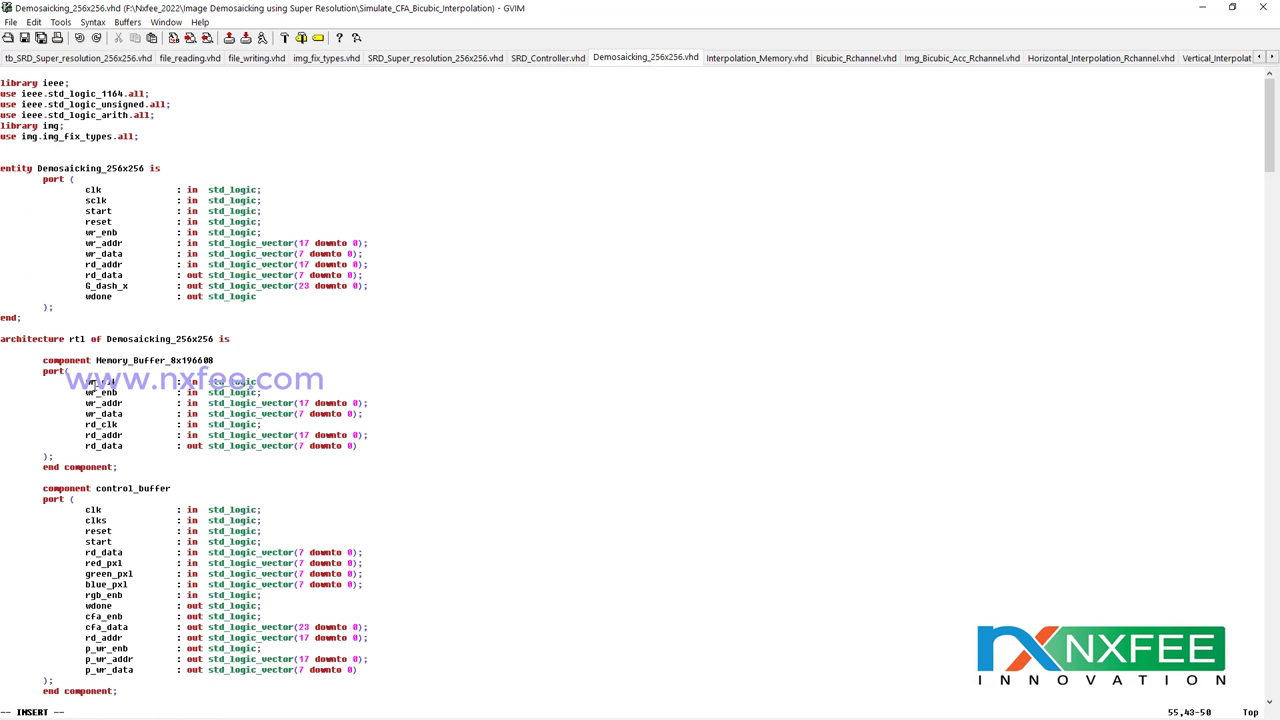 Demosaicking_256x256.vhd (F:\Nxfee_2022\Image Demosaicking using Super Resolution\Simulate_CFA_Bicubic_Interpolation) - GVIM
File Edit Tools Syntax Buffers Window Help
tb_SRD_Super_resolution_256x256.vhd file_reading.vhd file_writing.vhd img_fix_types.vhd SRD_Super_resolution_256x256.vhd SRD_Controller.vhd Demosaicking_256x256.vhd Interpolation_Memory.vhd Bicubic_Rchannel.vhd Img_Bicubic_Acc_Rchannel.vhd Horizontal_Interpolation_Rchannel.vhd Vertical_Interpolat
library ieee;
use ieee.std_logic_1164.all;
use ieee.std_logic_unsigned.all;
use ieee.std_logic_arith.all;
library img;
use img.img_fix_types.all;
entity Demosaicking_256x256 is
port (
clk : in std_logic;
sclk : in std_logic;
start : in std_logic;
reset : in std_logic;
wr_enb : in std_logic;
wr_addr : in std_logic_vector(17 downto 0);
wr_data : in std_logic_vector(7 downto 0);
rd_addr : in std_logic_vector(17 downto 0);
rd_data : out std_logic_vector(7 downto 0);
G_dash_x : out std_logic_vector(23 downto 0);
wdone : out std_logic
);
end;
architecture rtl of Demosaicking_256x256 is
component Memory_Buffer_8x196608
port(
: in std_logic;
www.nxfee.com
wr_enb : in std_logic;
wr_addr : in std_logic_vector(17 downto 0);
wr_data : in std_logic_vector(7 downto 0);
rd_clk : in std_logic;
rd_addr : in std_logic_vector(17 downto 0);
rd_data : out std_logic_vector(7 downto 0)
);
end component;
component control_buffer
port (
clk : in std_logic;
clks : in std_logic;
reset : in std_logic;
start : in std_logic;
rd_data : in std_logic_vector(7 downto 0);
red_pxl : in std_logic_vector(7 downto 0);
green_pxl : in std_logic_vector(7 downto 0);
blue_pxl : in std_logic_vector(7 downto 0);
rgb_enb : in std_logic;
wdone : out std_logic;
cfa_enb : out std_logic;
cfa_data : out std_logic_vector(23 downto 0);
rd_addr : out std_logic_vector(17 downto 0);
p_wr_enb : out std_logic;
p_wr_addr : out std_logic_vector(17 downto 0);
p_wr_data : out std_logic_vector(7 downto 0)
);
end component;
NXFEE
INNOVATION
-- INSERT -- 55,43-50 Top